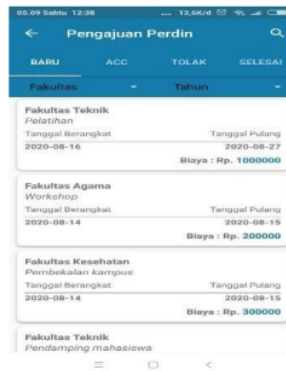 05.09 Sabtu 12:38 ... 13,6K/d
Pengajuan Perdin
BARU ACC TOLAK SELESAI
Fakultas Tahun
Fakultas Teknik
Pelatihan
Tanggal Berangkat Tanggal Pulang
2020-08-16 2020-08-27
Biaya : Rp. 1000000
Fakultas Agama
Workshop
Tanggal Berangkat Tanggal Pulang
2020-08-14 2020-08-15
Biaya : Rp. 200000
Fakultas Kesehatan
Pembekalan kampus
Tanggal Berangkat Tanggal Pulang
2020-08-14 2020-08-15
Biaya : Rp. 300000
Fakultas Teknik
Pendamping mahasiswa